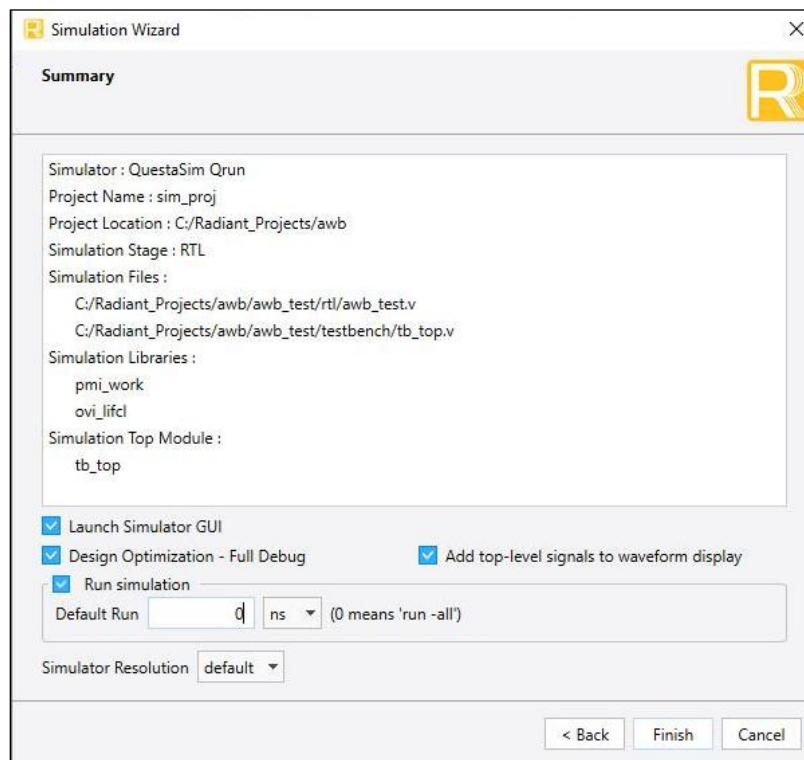 Simulation Wizard
Summary
Simulator : QuestaSim Qrun
Project Name : sim_proj
Project Location : C:/Radiant_Projects/awb
Simulation Stage : RTL
Simulation Files :
C:/Radiant_Projects/awb/awb_test/rtl/awb_test.v
C:/Radiant_Projects/awb/awb_test/testbench/tb_top.v
Simulation Libraries :
pmi_work
ovi_lifcl
Simulation Top Module :
tb_top
Launch Simulator GUI
Design Optimization - Full Debug Add top-level signals to waveform display
Run simulation
Default Run 0 ns (0 means 'run -all')
Simulator Resolution default
< Back Finish Cancel